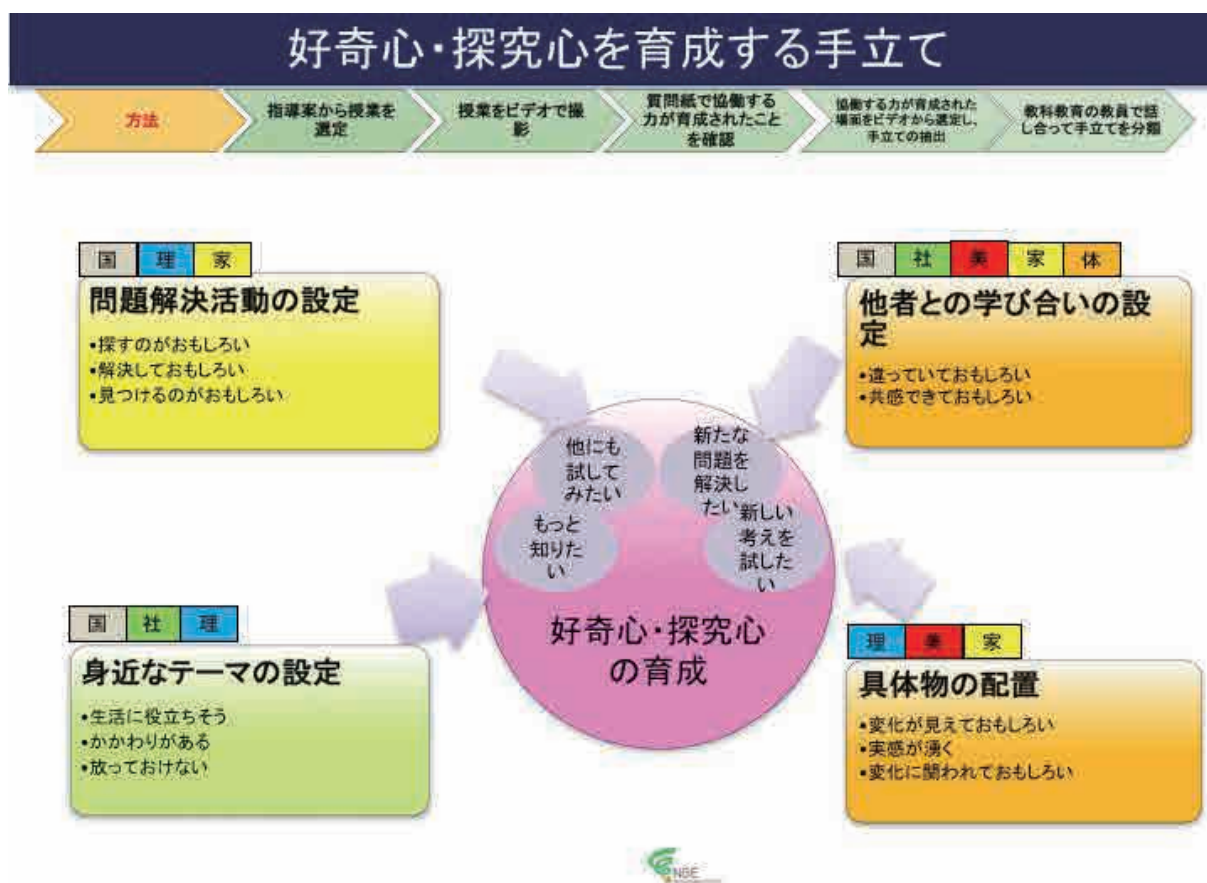 好奇心・探究心を育成する手立て
方法
指導案から授業を
選定
授業をビデオで撮
影
質問紙で協働する
力が育成されたこと
を確認
協働する力が育成された
場面をビデオから選定し、
手立ての抽出
教科教育の教員で話
し合って手立てを分類
国 理 家
問題解決活動の設定
•探すのがおもしろい
•解決しておもしろい
•見つけるのがおもしろい
国 社 美 家 体
他者との学び合いの設
定
•違っていておもしろい
•共感できておもしろい
他にも
試して
みたい
新たな
問題を
解決し
たい
もっと
知りた
い
新しい
考えを
試した
い
好奇心・探究心
の育成
国 社 理
身近なテーマの設定
•生活に役立ちそう
•かかわりがある
•放っておけない
理 美 家
具体物の配置
•変化が見えておもしろい
•実感が湧く
•変化に関われておもしろい
NGE